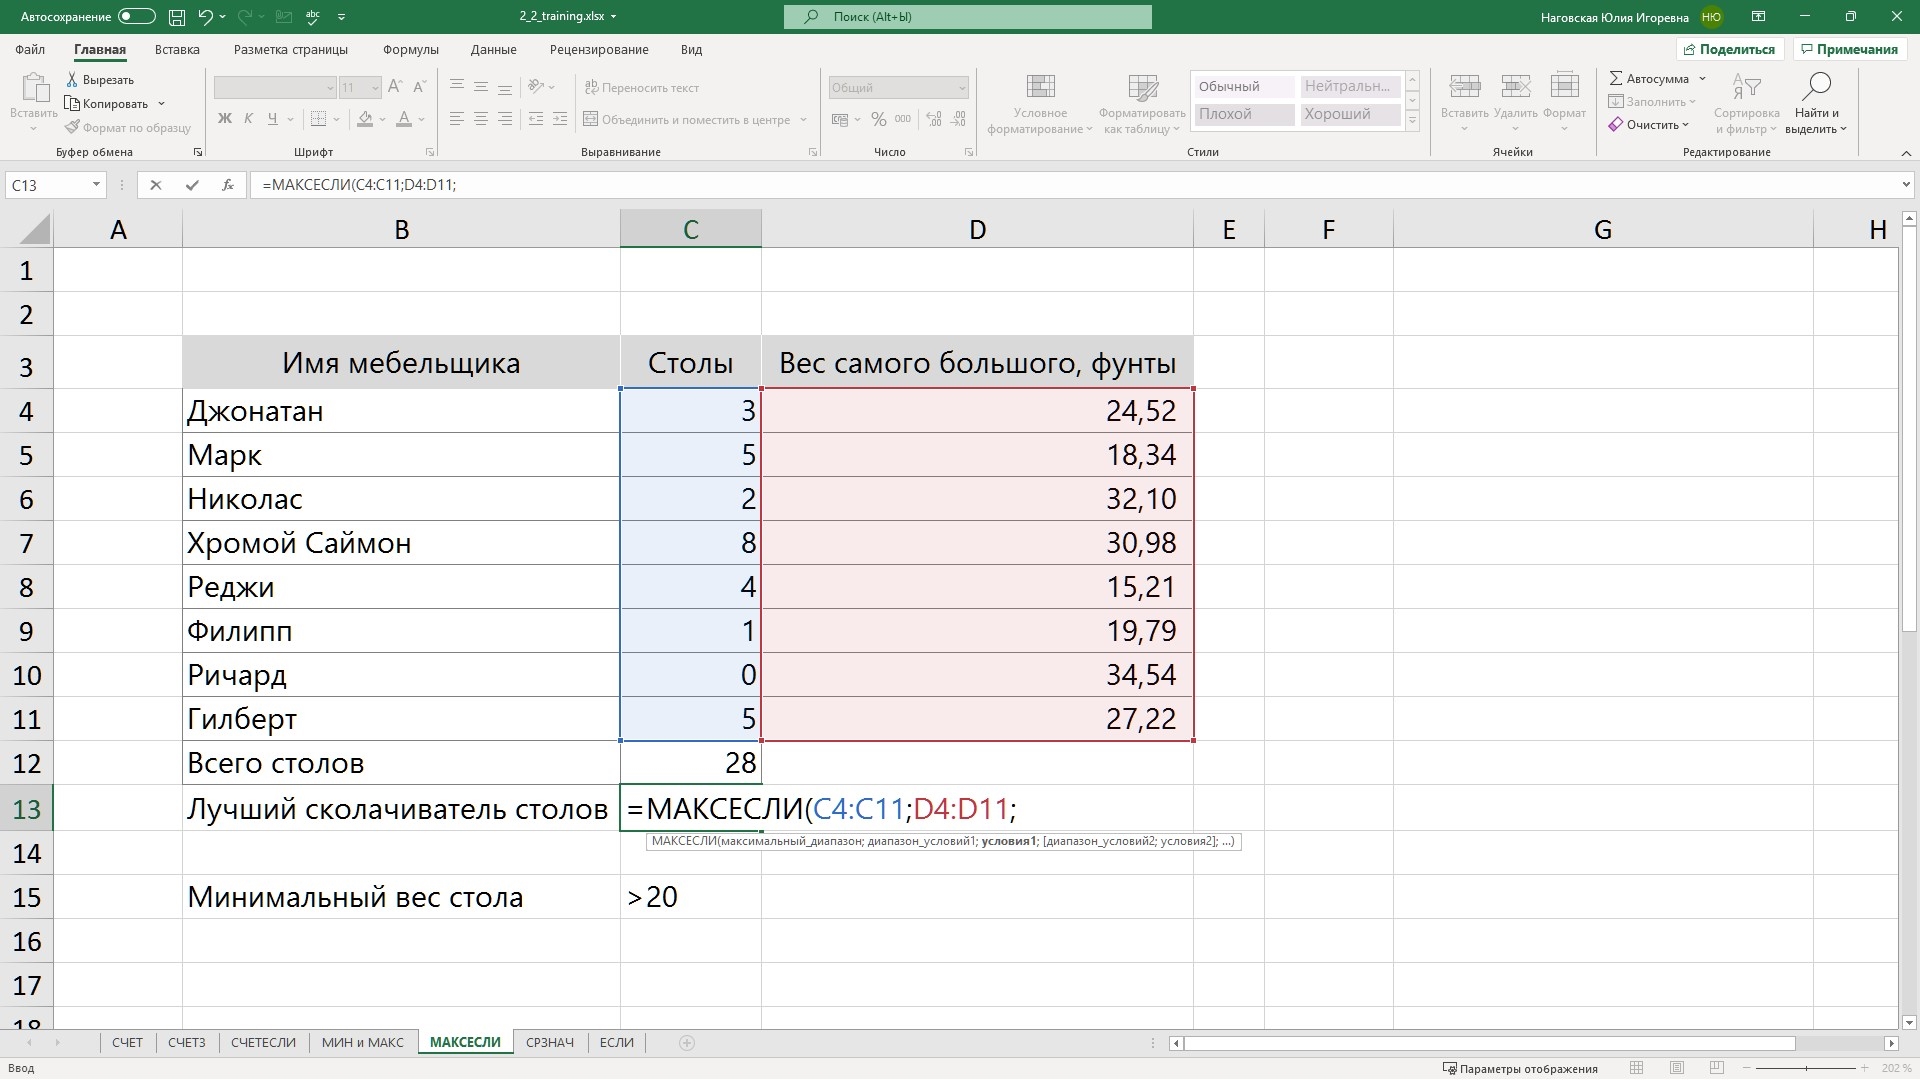 Автосохранение
2_2_training.xlsx
Поиск (Alt+Ы)
Наговская Юлия Игоревна НЮ
Файл Главная Вставка Разметка страницы Формулы Данные Рецензирование Вид Поделиться Примечания
Вставить
Вырезать
Копировать
Формат по образцу
Буфер обмена
11
Ж К Ч А
Шрифт
Переносить текст
Объединить и поместить в центре
Выравнивание
Общий
% 000
Число
Условное форматирование
Форматировать как таблицу
Обычный Нейтральн...
Плохой Хороший
Стили
Вставить Удалить Формат
Ячейки
Автосумма
Заполнить
Очистить
Сортировка и фильтр
Найти и выделить
Редактирование
C13 fx =МАКСЕСЛИ(C4:C11;D4:D11;
A B C D E F G H
1
2
3 Имя мебельщика Столы Вес самого большого, фунты
4 Джонатан 3 24,52
5 Марк 5 18,34
6 Николас 2 32,10
7 Хромой Саймон 8 30,98
8 Реджи 4 15,21
9 Филипп 1 19,79
10 Ричард 0 34,54
11 Гилберт 5 27,22
12 Всего столов 28
13 Лучший сколачиватель столов =МАКСЕСЛИ(C4:C11;D4:D11;
МАКСЕСЛИ(максимальный_диапазон; диапазон_условий1; условия1; [диапазон_условий2; условия2]; ...)
14
15 Минимальный вес стола >20
16
17
18
СЧЕТ СЧЕТЗ СЧЕТЕСЛИ МИН и МАКС МАКСЕСЛИ СРЗНАЧ ЕСЛИ
Ввод Параметры отображения 202 %